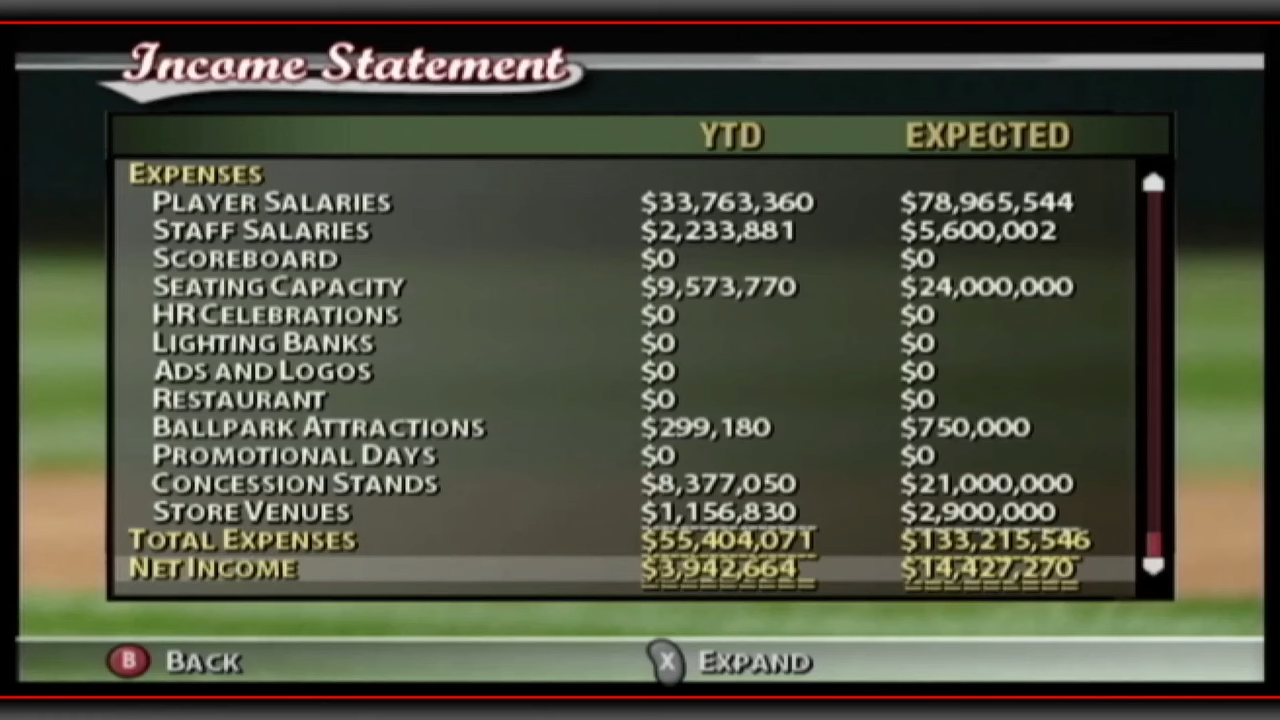 Income Statement
YTD EXPECTED
EXPENSES
PLAYER SALARIES $33,763,360 $78,965,544
STAFF SALARIES $2,233,881 $5,600,002
SCOREBOARD $0 $0
SEATING CAPACITY $9,573,770 $24,000,000
HR CELEBRATIONS $0 $0
LIGHTING BANKS $0 $0
ADS AND LOGOS $0 $0
RESTAURANT $0 $0
BALLPARK ATTRACTIONS $299,180 $750,000
PROMOTIONAL DAYS $0 $0
CONCESSION STANDS $8,377,050 $21,000,000
STORE VENUES $1,156,830 $2,900,000
TOTAL EXPENSES $55,404,071 $133,215,546
NET INCOME $3,942,664 $14,427,270
B BACK X EXPAND